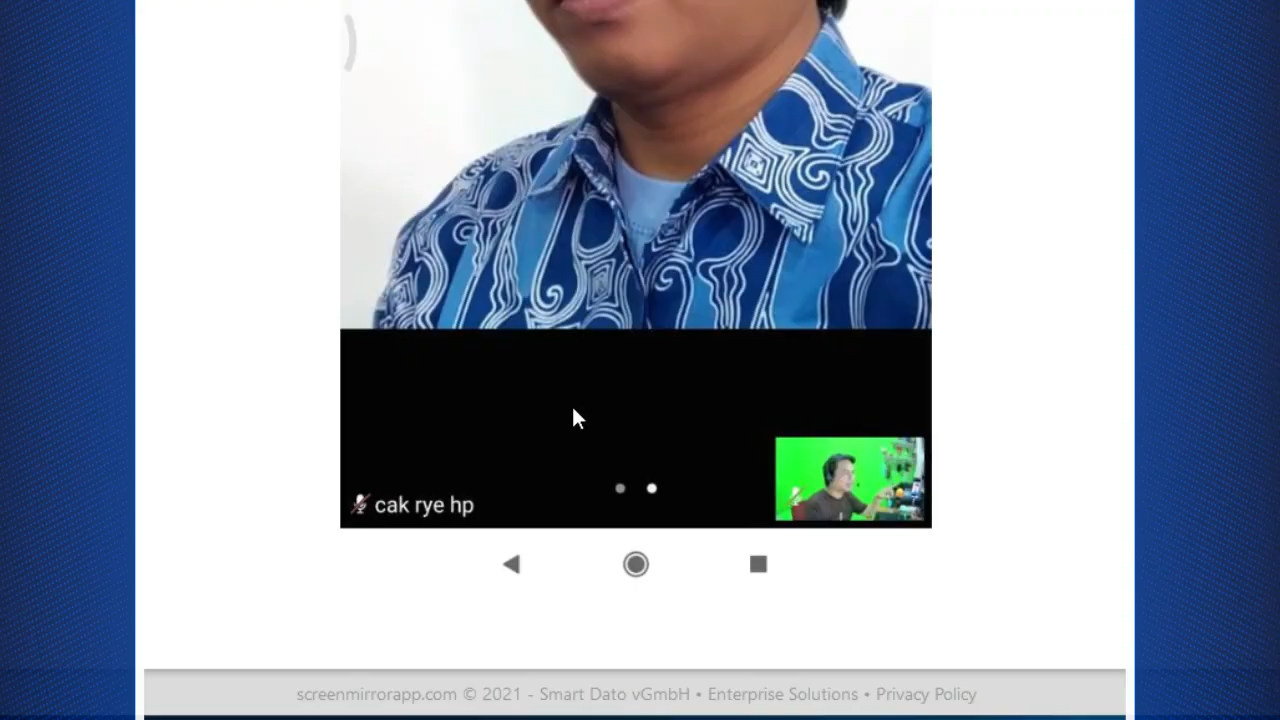 cak rye hp
screenmirrorapp.com © 2021 - Smart Dato vGmbH • Enterprise Solutions • Privacy Policy